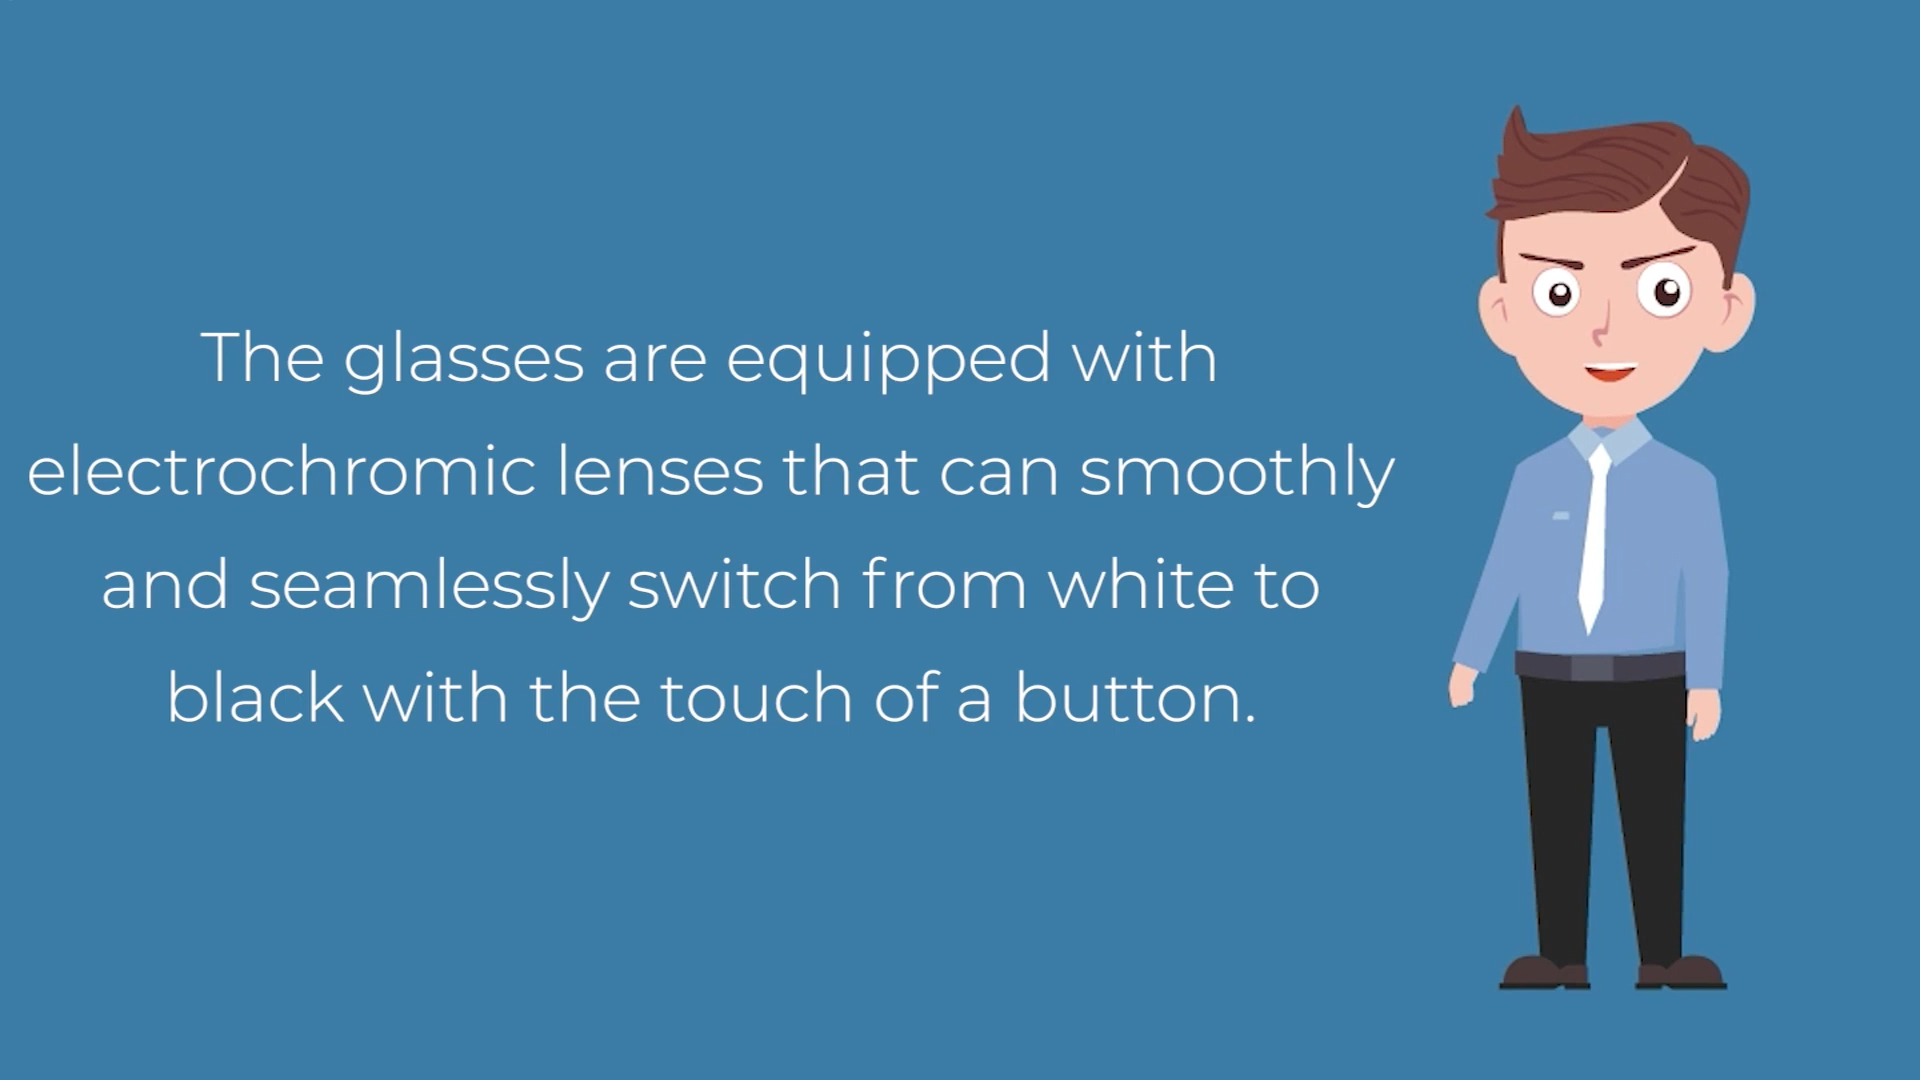 The glasses are equipped with
electrochromic lenses that can smoothly
and seamlessly switch from white to
black with the touch of a button.